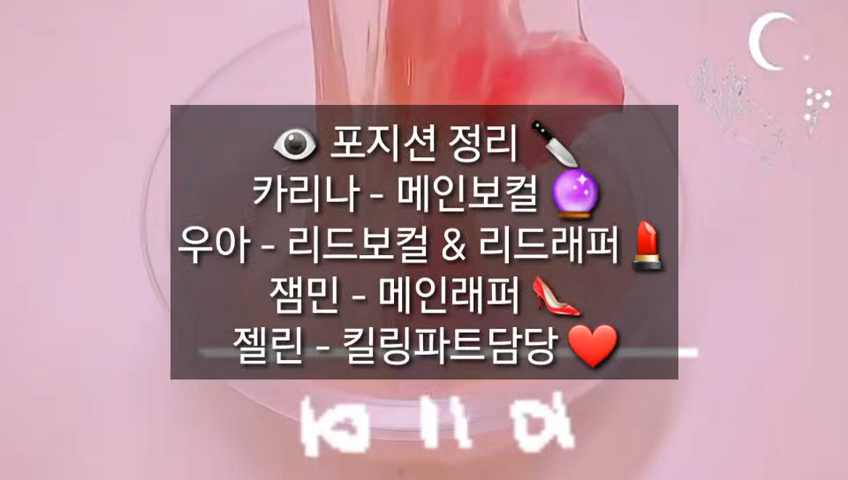 👁 포지션 정리 🔪
카리나 - 메인보컬 🔮
우아 - 리드보컬 & 리드래퍼 💄
잼민 - 메인래퍼 👠
젤린 - 킬링파트담당 ❤️